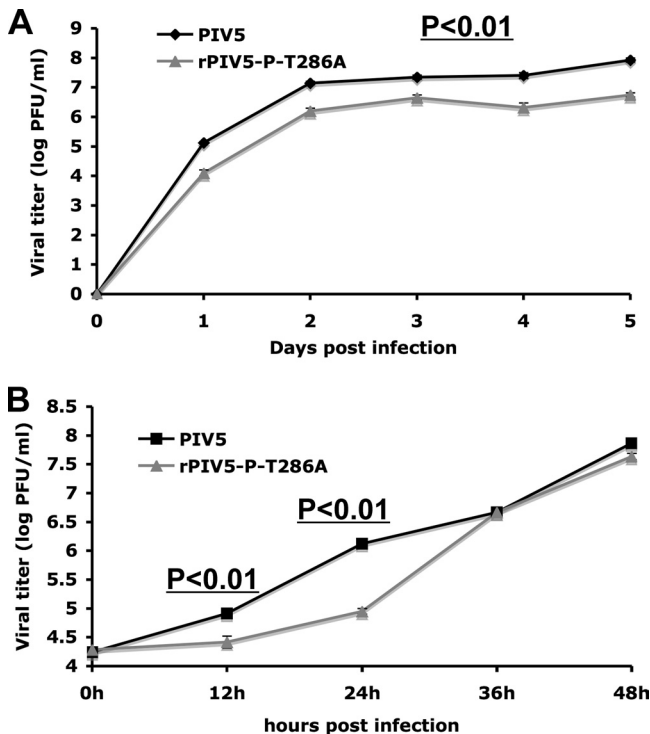 A
PIV5
rPIV5-P-T286A
P<0.01
Viral titer (log PFU/ml)
9
8
7
6
5
4
3
2
1
0
0 1 2 3 4 5
Days post infection
B
PIV5
rPIV5-P-T286A
P<0.01
P<0.01
Viral titer (log PFU/ml)
8.5
8
7.5
7
6.5
6
5.5
5
4.5
4
0h 12h 24h 36h 48h
hours post infection